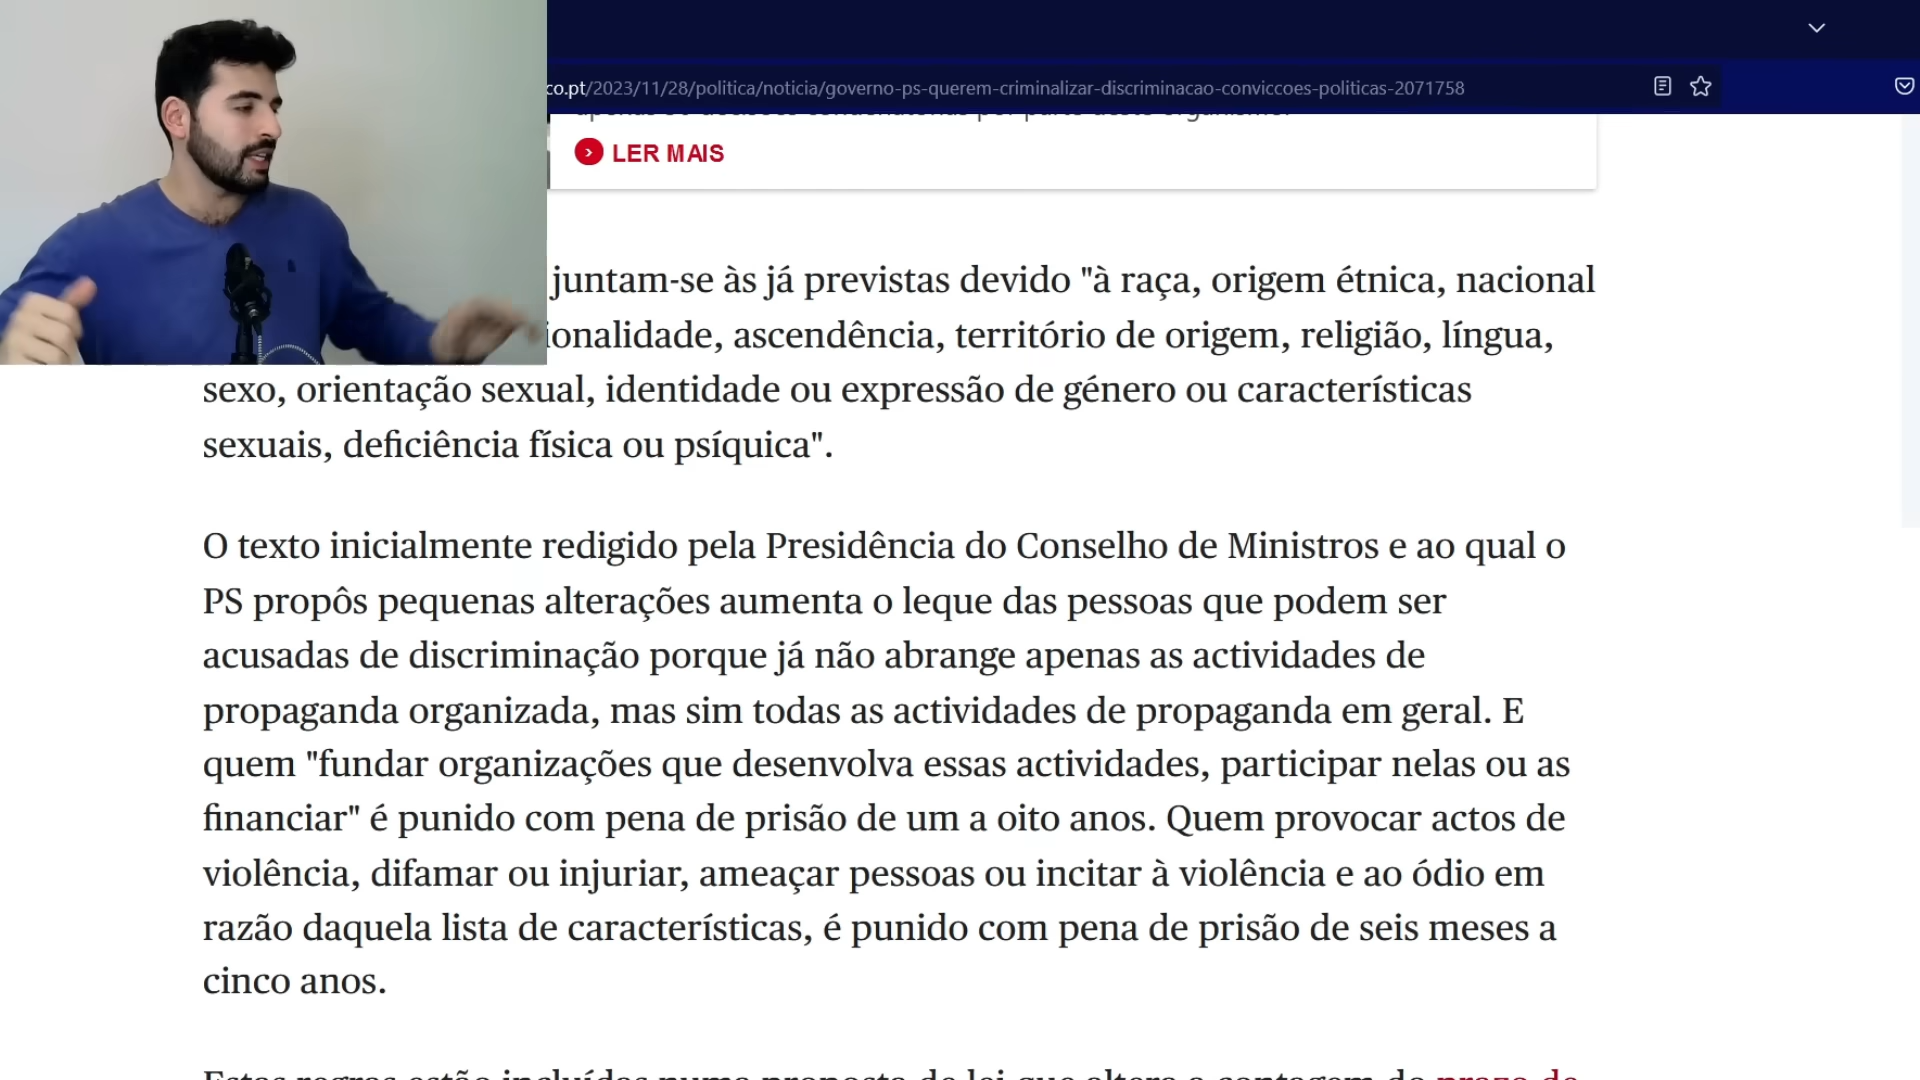 co.pt/2023/11/28/politica/noticia/governo-ps-querem-criminalizar-discriminacao-conviccoes-politicas-2071758
LER MAIS
juntam-se às já previstas devido "à raça, origem étnica, nacional
ionalidade, ascendência, território de origem, religião, língua,
sexo, orientação sexual, identidade ou expressão de género ou características
sexuais, deficiência física ou psíquica".
O texto inicialmente redigido pela Presidência do Conselho de Ministros e ao qual o
PS propôs pequenas alterações aumenta o leque das pessoas que podem ser
acusadas de discriminação porque já não abrange apenas as actividades de
propaganda organizada, mas sim todas as actividades de propaganda em geral. E
quem "fundar organizações que desenvolva essas actividades, participar nelas ou as
financiar" é punido com pena de prisão de um a oito anos. Quem provocar actos de
violência, difamar ou injuriar, ameaçar pessoas ou incitar à violência e ao ódio em
razão daquela lista de características, é punido com pena de prisão de seis meses a
cinco anos.
Estas regras estão incluídas numa proposta de lei que altera a contagem do prazo de